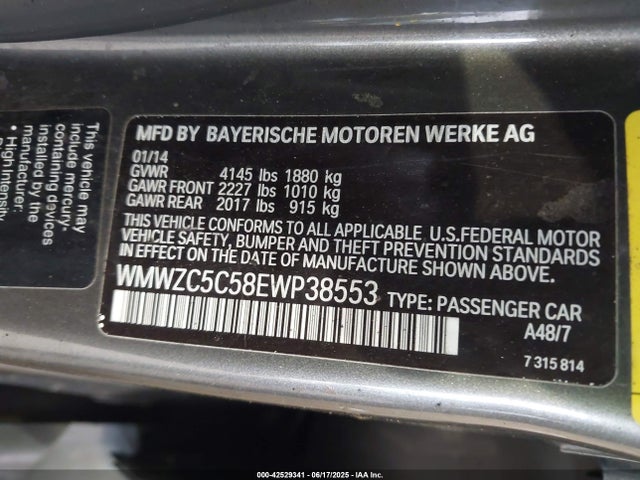 This vehicle may
include mercury-
containing devices
• High Intensity
MFD BY BAYERISCHE MOTOREN WERKE AG
01/14
GVWR 4145 lbs 1880 kg
GAWR FRONT 2227 lbs 1010 kg
GAWR REAR 2017 lbs 915 kg
THIS VEHICLE CONFORMS TO ALL APPLICABLE U.S.FEDERAL MOTOR
VEHICLE SAFETY, BUMPER AND THEFT PREVENTION STANDARDS
IN EFFECT ON THE DATE OF MANUFACTURE SHOWN ABOVE.
WMWZC5C58EWP38553 TYPE: PASSENGER CAR
A48/7
7 315 814
000-42529341 - 06/17/2025 - IAA Inc.